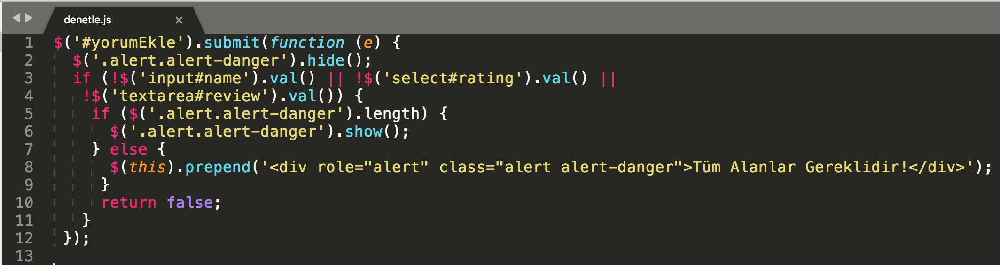 denetle.js
1 $('#yorumEkle').submit(function (e) {
2 $('.alert.alert-danger').hide();
3 if (!$('input#name').val() || !$('select#rating').val() ||
4 !$('textarea#review').val()) {
5 if ($('.alert.alert-danger').length) {
6 $('.alert.alert-danger').show();
7 } else {
8 $(this).prepend('<div role="alert" class="alert alert-danger">Tüm Alanlar Gereklidir!</div>');
9 }
10 return false;
11 }
12 });
13